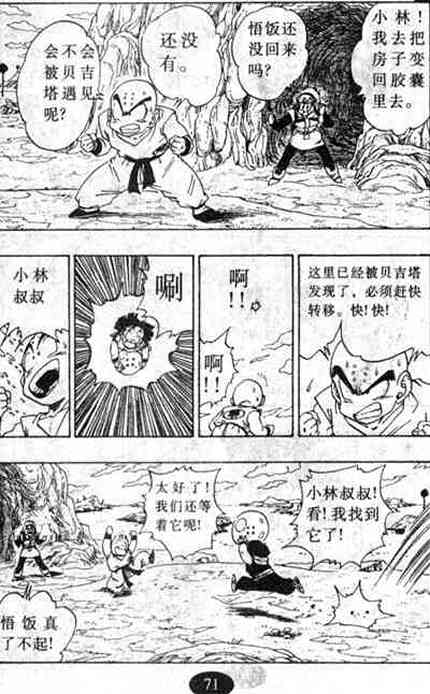 小林！
我去把
房子变
回胶囊
里去。
悟饭还
没回来
吗？
还没
有。
会不会
被贝吉
塔遇见
呢？
这里已经被贝吉塔
发现了，必须赶快
转移。快！快！
啊
！！
啊
！！
唰
小林
叔叔
小林叔叔！
看！我找到
它了！
太好了！
我们还等
着它呢！
悟饭真
了不起！
71